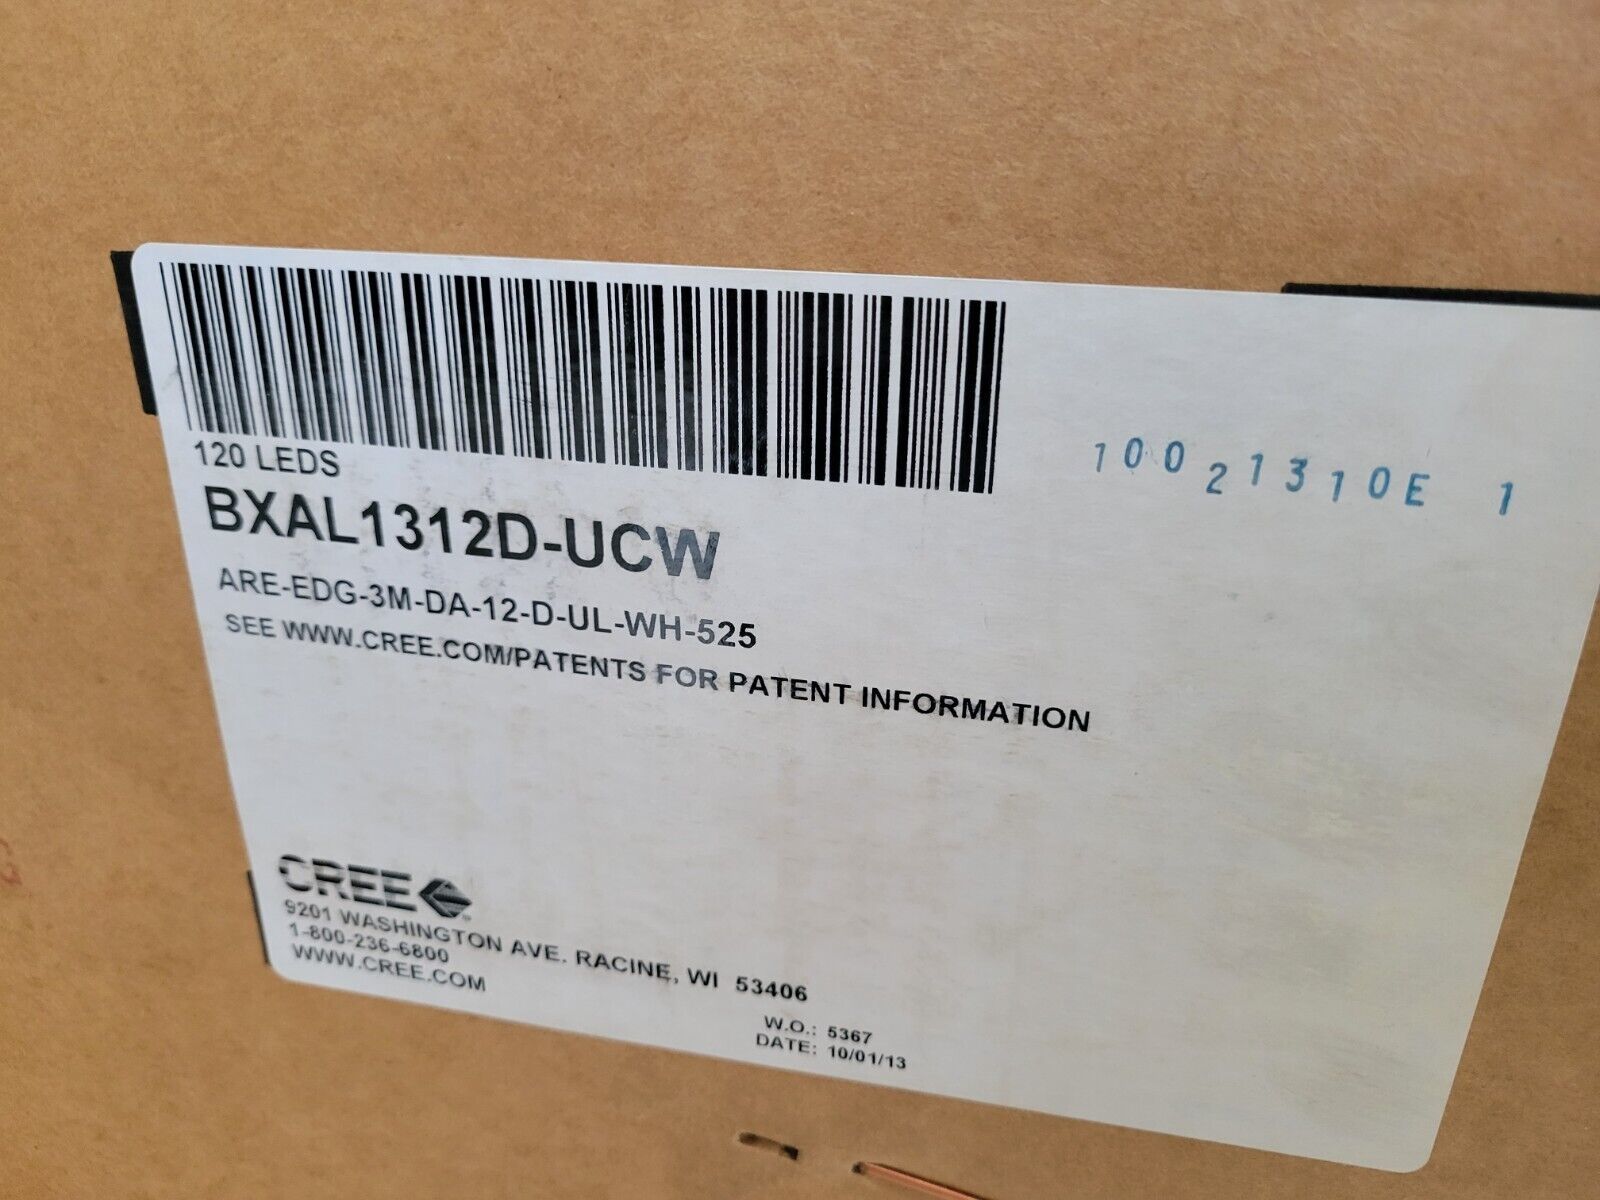 120 LEDS
10021310E 1
BXAL1312D-UCW
ARE-EDG-3M-DA-12-D-UL-WH-525
SEE WWW.CREE.COM/PATENTS FOR PATENT INFORMATION
CREE
9201 WASHINGTON AVE. RACINE, WI 53406
1-800-236-6800
WWW.CREE.COM
W.O.: 5367
DATE: 10/01/13